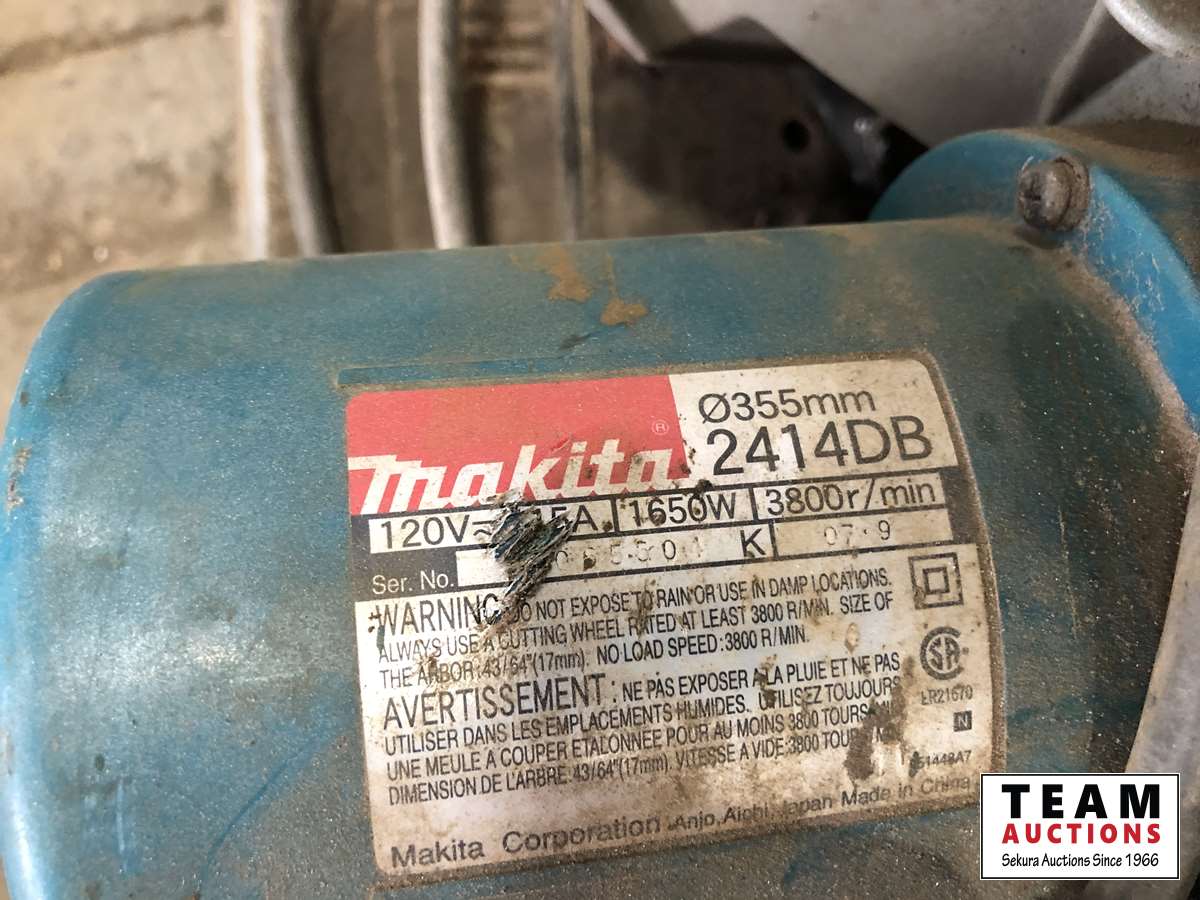 makita ®
Ø355mm
2414DB
120V 1650W 3800r/min
Ser. No. K
WARNING: DO NOT EXPOSE TO RAIN OR USE IN DAMP LOCATIONS.
ALWAYS USE A CUTTING WHEEL RATED AT LEAST 3800 R/MIN. SIZE OF
THE ARBOR: 43/64"(17mm). NO LOAD SPEED: 3800 R/MIN.
AVERTISSEMENT : NE PAS EXPOSER A LA PLUIE ET NE PAS
UTILISER DANS LES EMPLACEMENTS HUMIDES. UTILISEZ TOUJOURS
UNE MEULE A COUPER ETALONNEE POUR AU MOINS 3800 TOURS/MIN.
DIMENSION DE L'ARBRE: 43/64"(17mm). VITESSE A VIDE: 3800
SA
LR21670
N
Makita Corporation Anjo, Aichi, Japan Made in China
TEAM
AUCTIONS
Sekura Auctions Since 1966